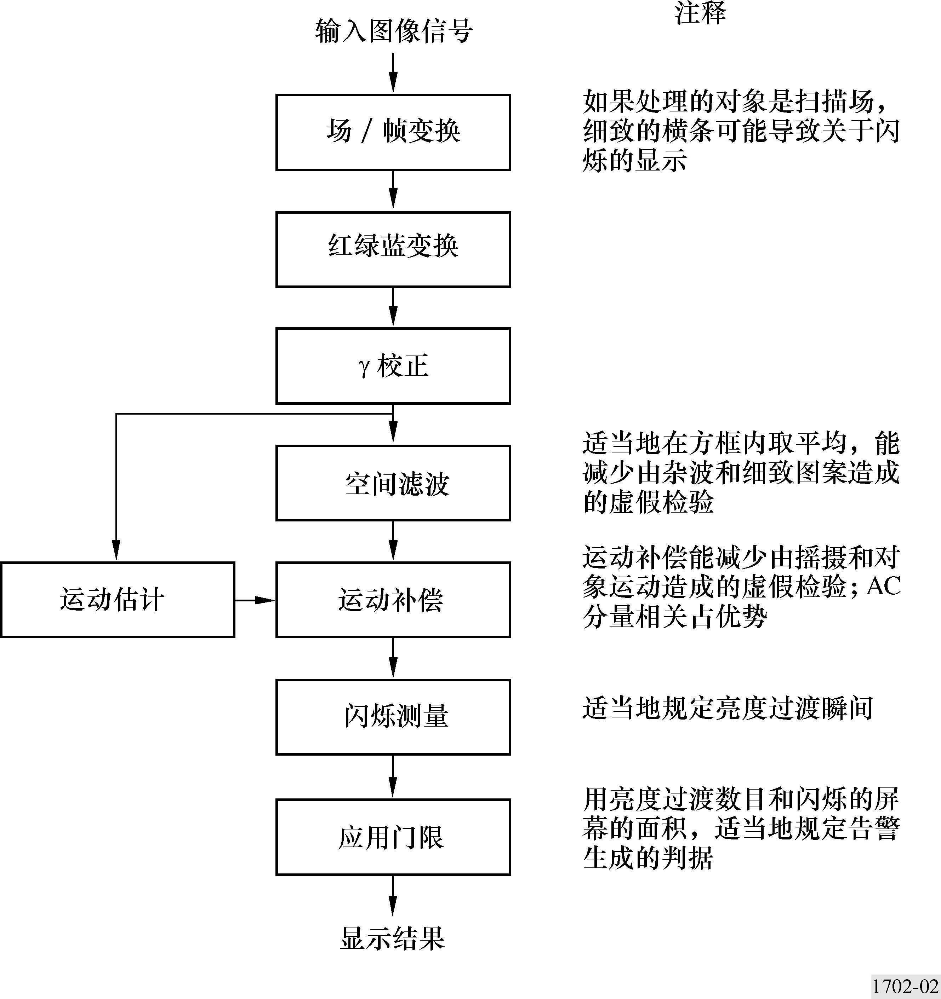 注释
输入图像信号
场 / 帧变换
如果处理的对象是扫描场，
细致的横条可能导致关于闪
烁的显示
红绿蓝变换
γ 校正
空间滤波
适当地在方框内取平均，能
减少由杂波和细致图案造成
的虚假检验
运动估计
运动补偿
运动补偿能减少由摇摄和对
象运动造成的虚假检验；AC
分量相关占优势
闪烁测量
适当地规定亮度过渡瞬间
应用门限
用亮度过渡数目和闪烁的屏
幕的面积，适当地规定告警
生成的判据
显示结果
1702-02